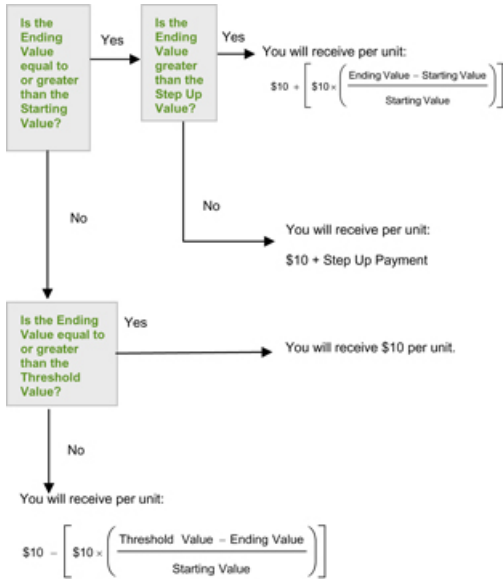 Is the
Ending
Value
equal to
or greater
than the
Starting
Value?
Yes
Is the
Ending
Value
greater
than the
Step Up
Value?
Yes
You will receive per unit:
$10 + [ $10 × ( Ending Value – Starting Value
Starting Value ) ]
No
No
You will receive per unit:
$10 + Step Up Payment
Is the Ending
Value equal to
or greater
than the
Threshold
Value?
Yes
You will receive $10 per unit.
No
You will receive per unit:
$10 – [ $10 × ( Threshold Value – Ending Value
Starting Value ) ]